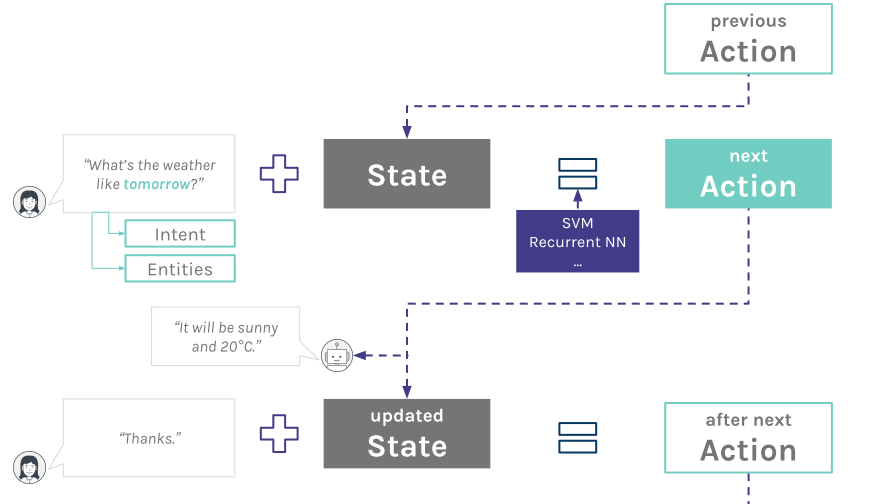 previous
Action
“What’s the weather
like tomorrow?”
State
next
Action
SVM
Recurrent NN
...
Intent
Entities
“It will be sunny
and 20°C.”
“Thanks.”
updated
State
after next
Action